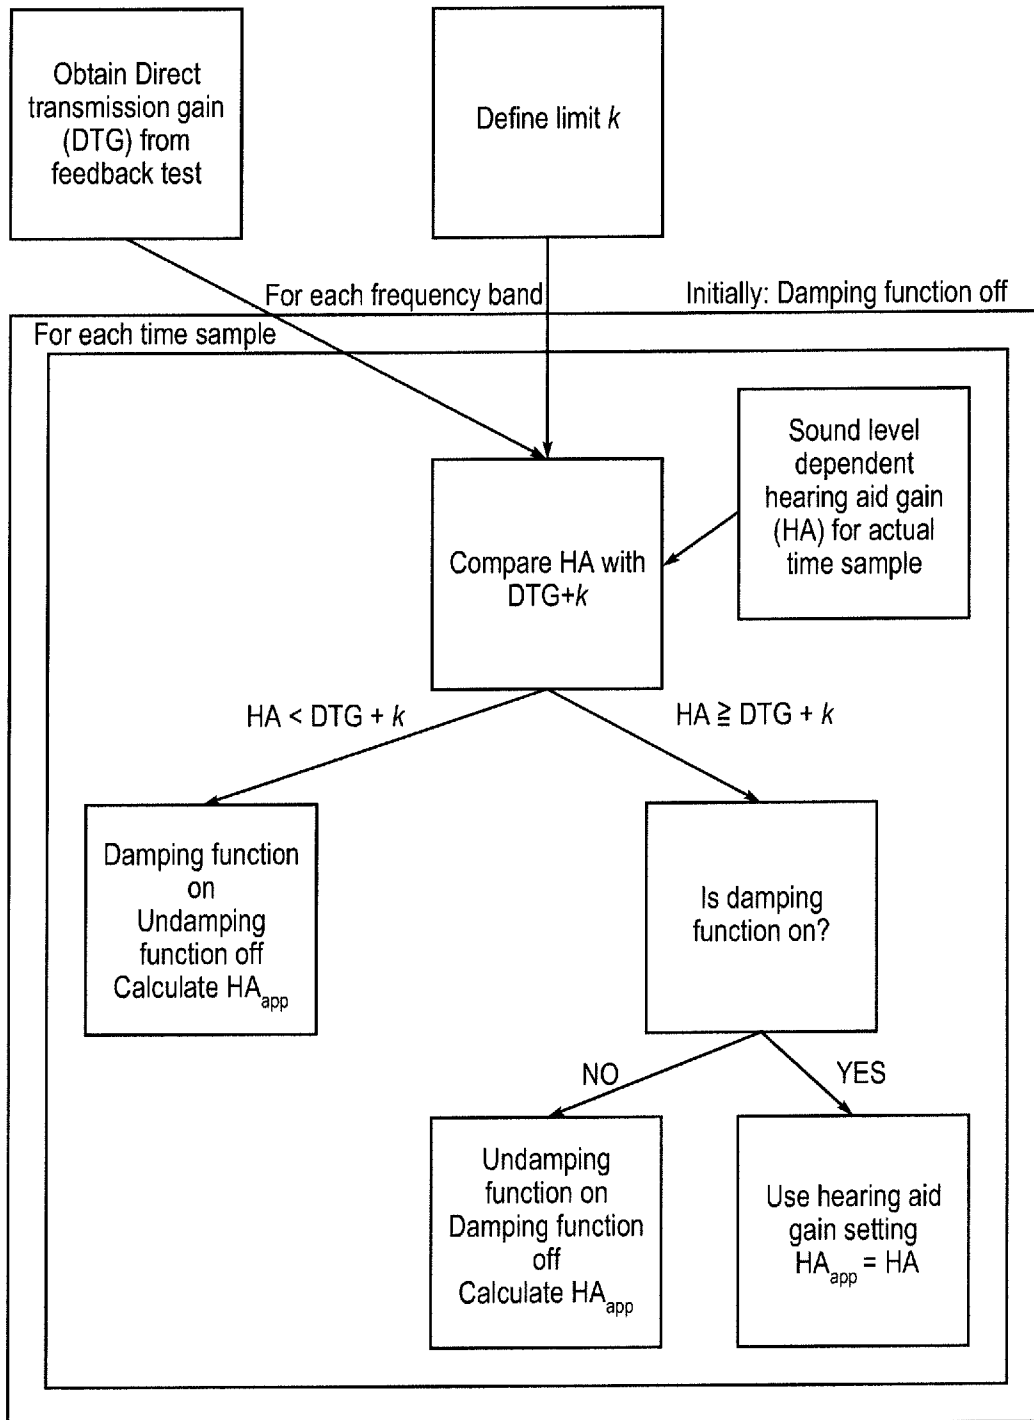 Obtain Direct
transmission gain
(DTG) from
feedback test
Define limit k
For each frequency band
Initially: Damping function off
For each time sample
Sound level
dependent
hearing aid gain
(HA) for actual
time sample
Compare HA with
DTG+k
HA < DTG + k
HA ≧ DTG + k
Damping function
on
Undamping
function off
Calculate HAapp
Is damping
function on?
NO
YES
Undamping
function on
Damping function
off
Calculate HAapp
Use hearing aid
gain setting
HAapp = HA